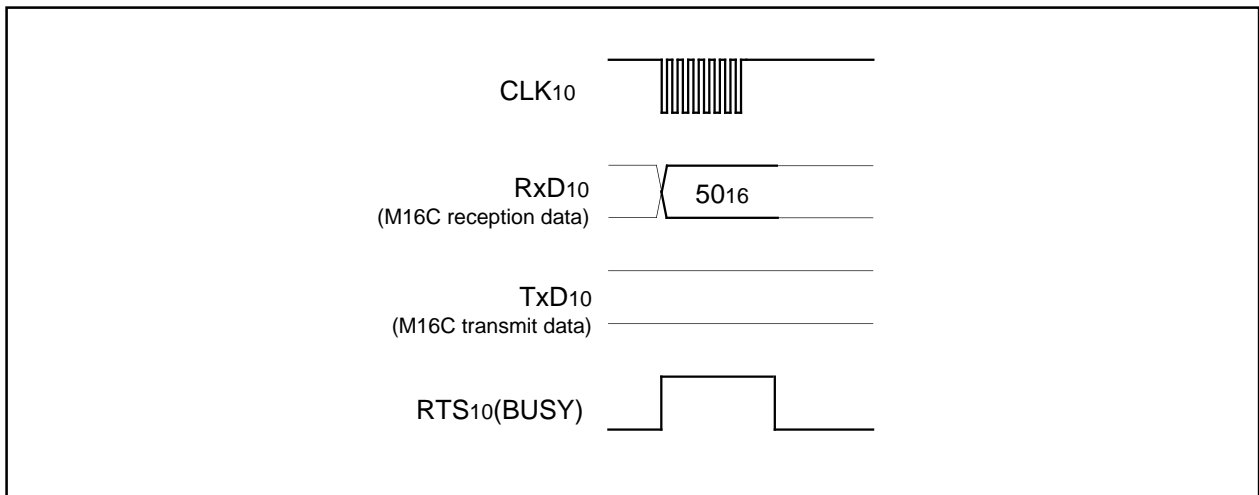 CLK10
RxD10
5016
(M16C reception data)
TxD10
(M16C transmit data)
RTS10(BUSY)